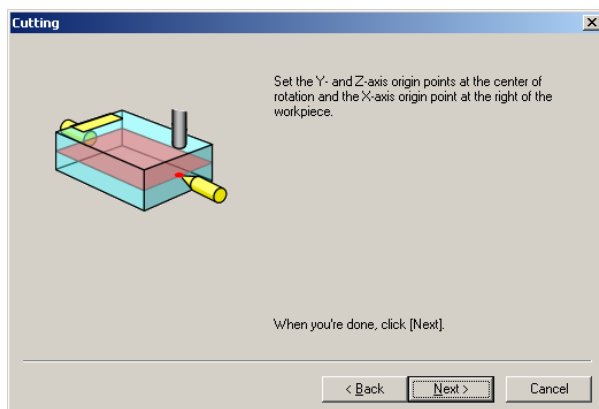 Cutting
Set the Y- and Z-axis origin points at the center of
rotation and the X-axis origin point at the right of the
workpiece.
When you're done, click [Next].
< Back
Next >
Cancel